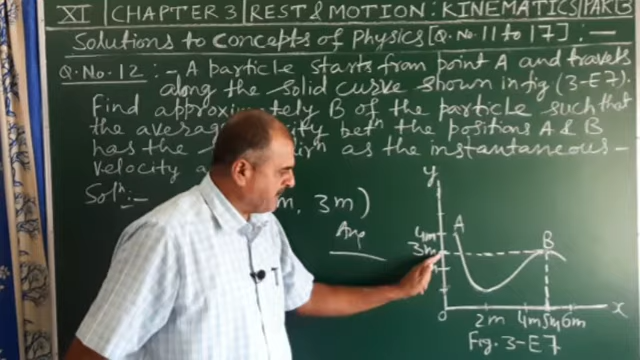 XI | CHAPTER 3 | REST & MOTION: KINEMATICS | PART
Solutions to Concepts of Physics [Q.No. 11 to 17] :—
Q.No.12 :- A particle starts from point A and travels
along the solid curve shown in fig (3-E7).
Find approximately B of the particle such that
the average betⁿ the positions A & B
has the as the instantaneous-
velocity
Solⁿ:-
m, 3m)
Ans
y
4m
3m
A
B
0
2m 4m 5m 6m
x
Fig. 3-E7